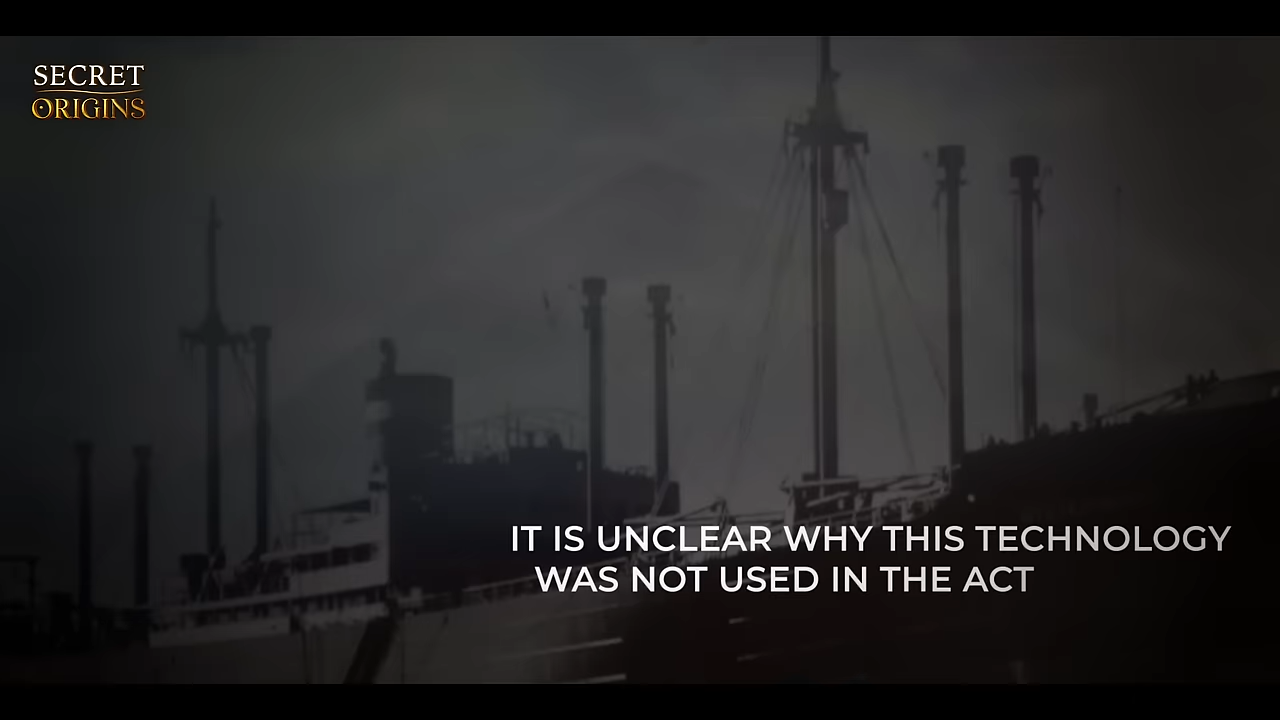 SECRET
ORIGINS
IT IS UNCLEAR WHY THIS TECHNOLOGY
WAS NOT USED IN THE ACT